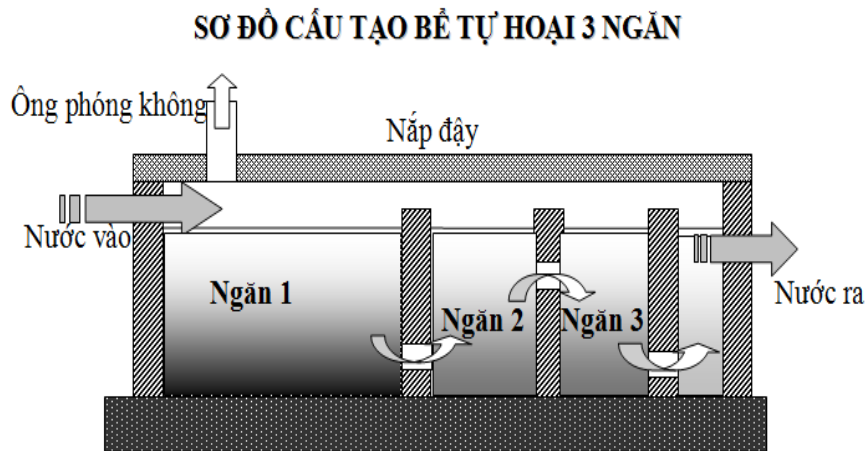 SƠ ĐỒ CẤU TẠO BỂ TỰ HOẠI 3 NGĂN
Ông phóng không
Nắp đậy
Nước vào
Ngăn 1
Ngăn 2
Ngăn 3
Nước ra